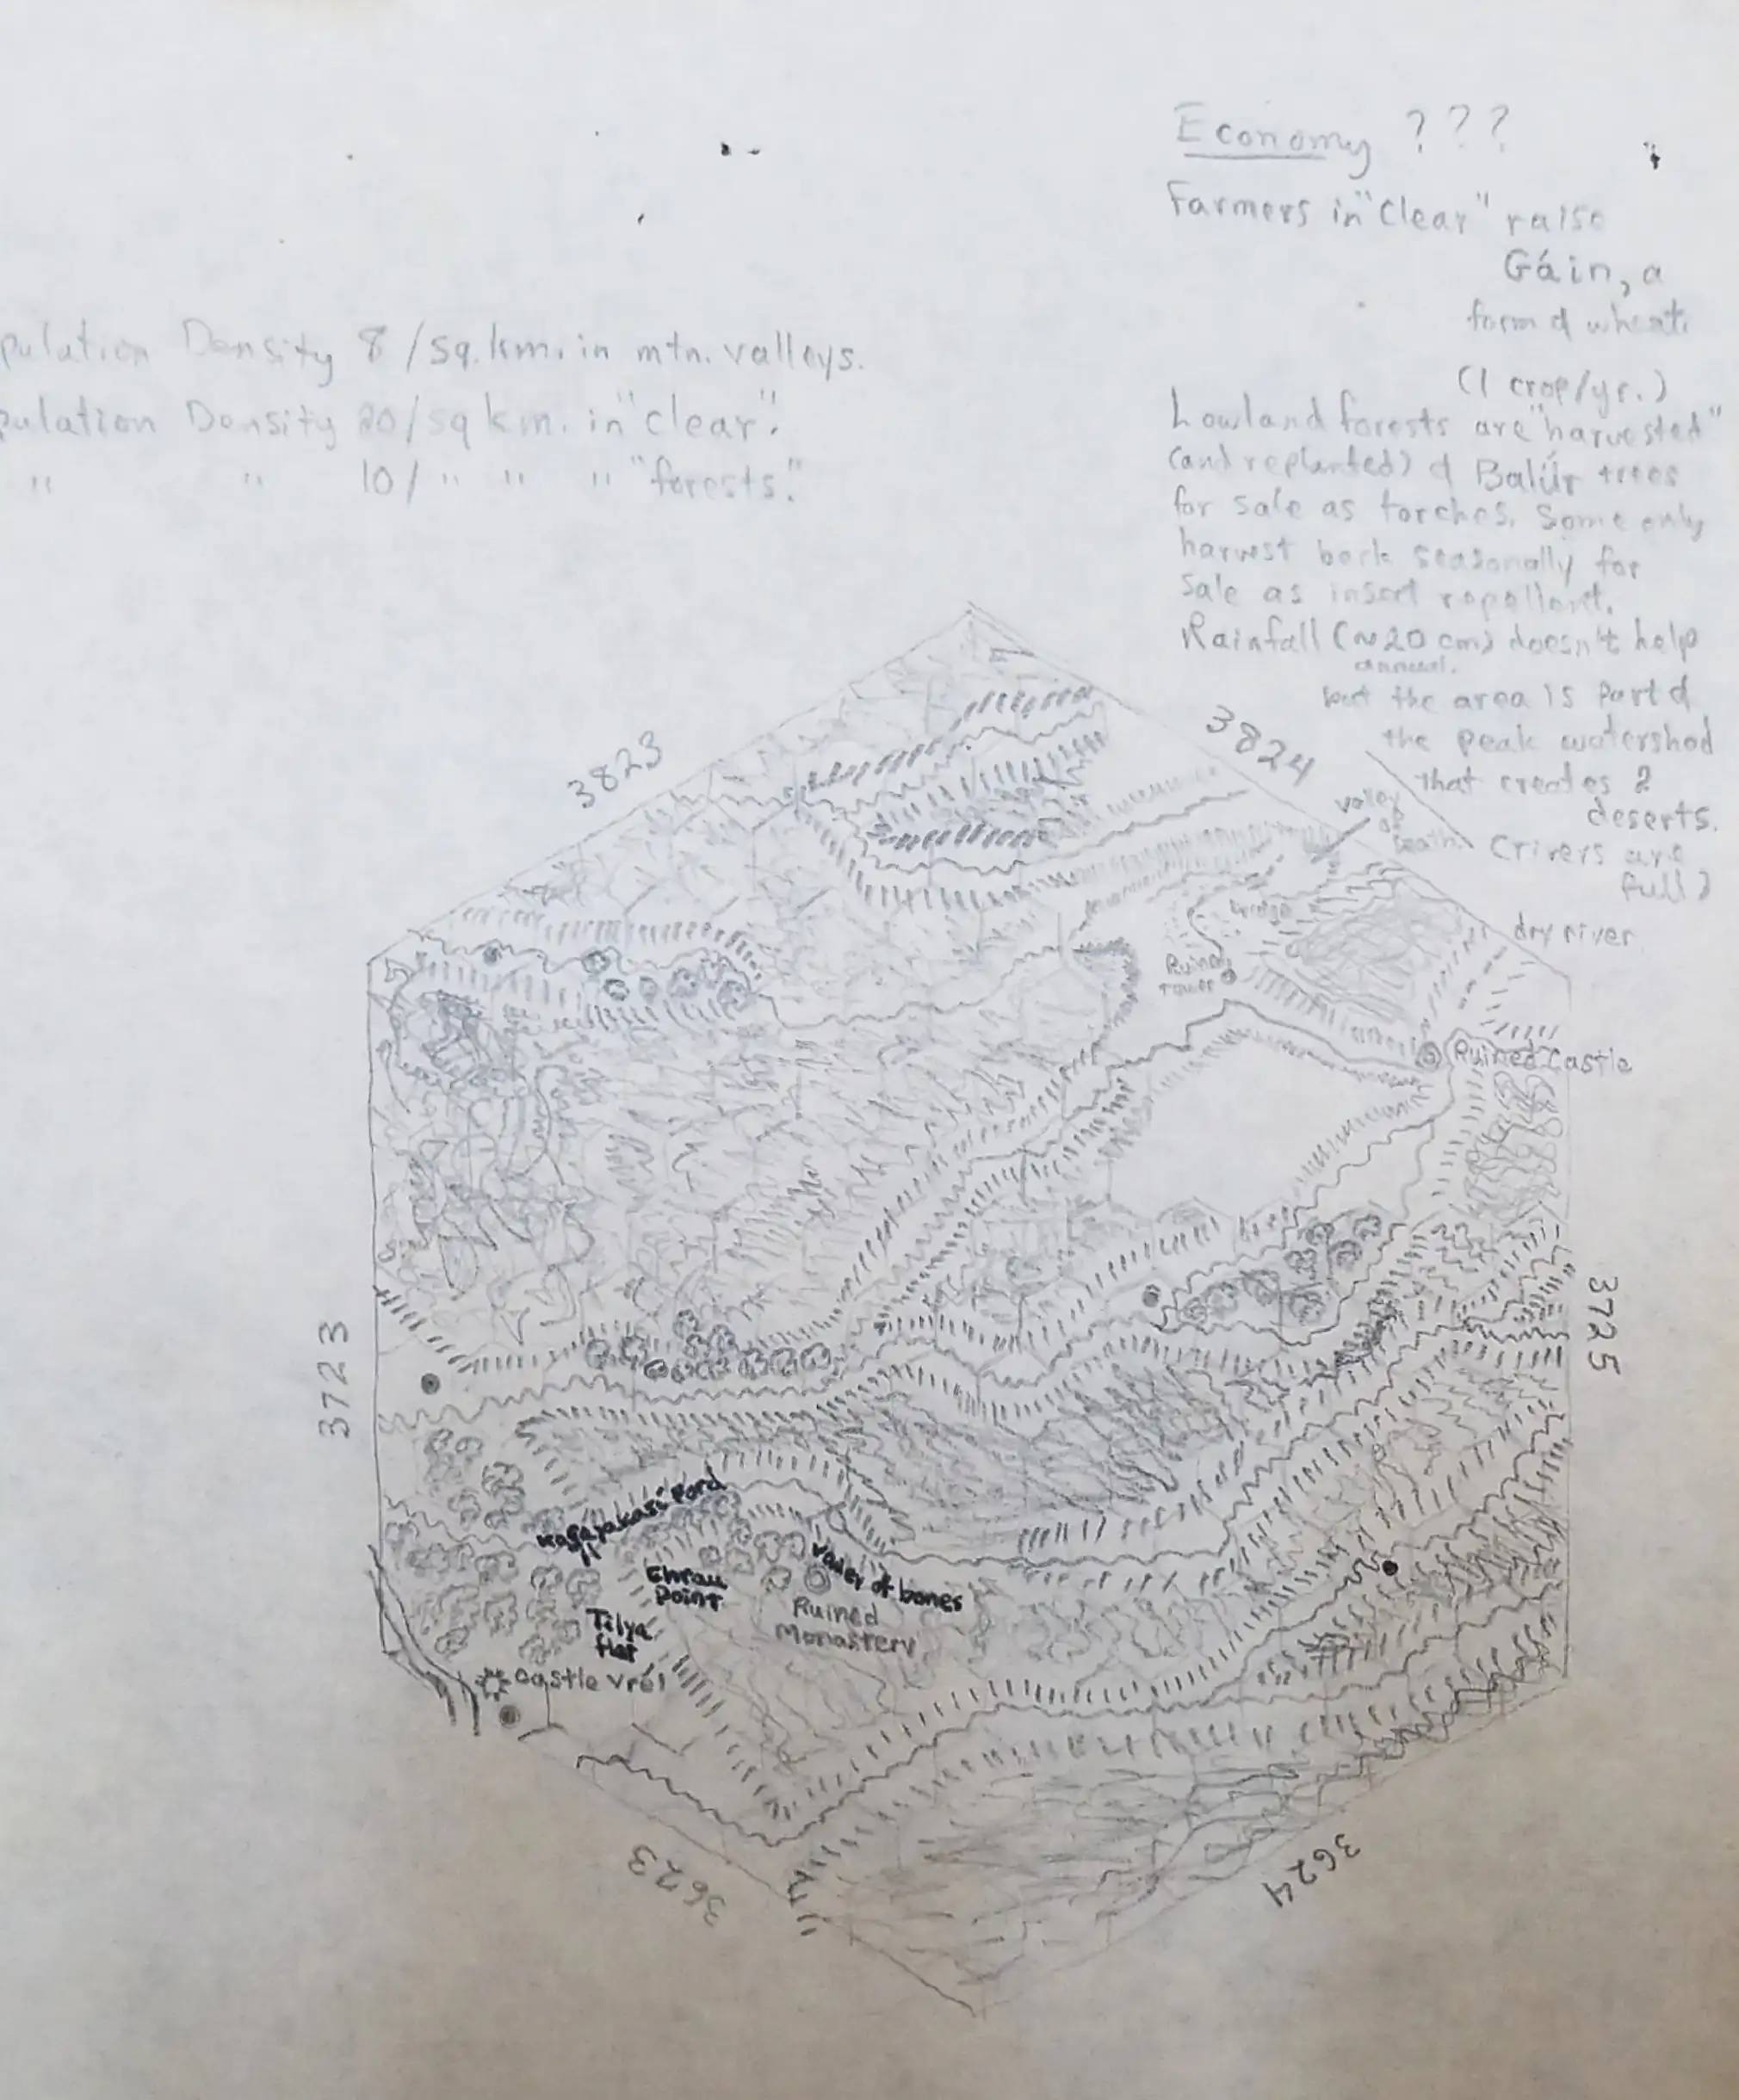 Economy ???
Farmers in "Clear" raise
Gáin, a
form of wheat.
(1 crop/yr.)
Lowland forests are "harvested"
(and replanted) of Balúr trees
for sale as torches. Some only
harvest bark seasonally for
sale as insect repellant.
Rainfall (~20 cm) doesn't help
annual.
but the area is part of
the peak watershed
that creates 2
deserts.
(rivers are
full)
pulation Density 8/sq.km. in mtn. valleys.
pulation Density 20/sq km. in "clear".
" " 10/ " " " "forests."
3823
3824
valley
of
Death
dry river
bridge
Ruined
Tower
Ruined Castle
3725
3723
Ford
Ehrau
Point
valley of bones
Ruined
Monastery
Tilya
flat
castle Vrél
3623
3624